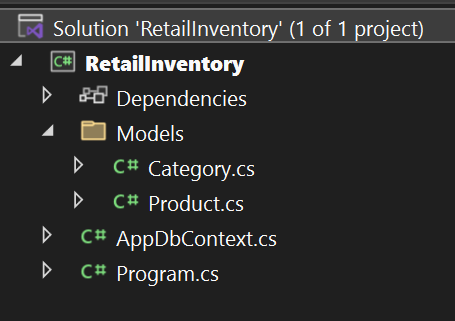 Solution 'RetailInventory' (1 of 1 project)
C# RetailInventory
Dependencies
Models
C# Category.cs
C# Product.cs
C# AppDbContext.cs
C# Program.cs